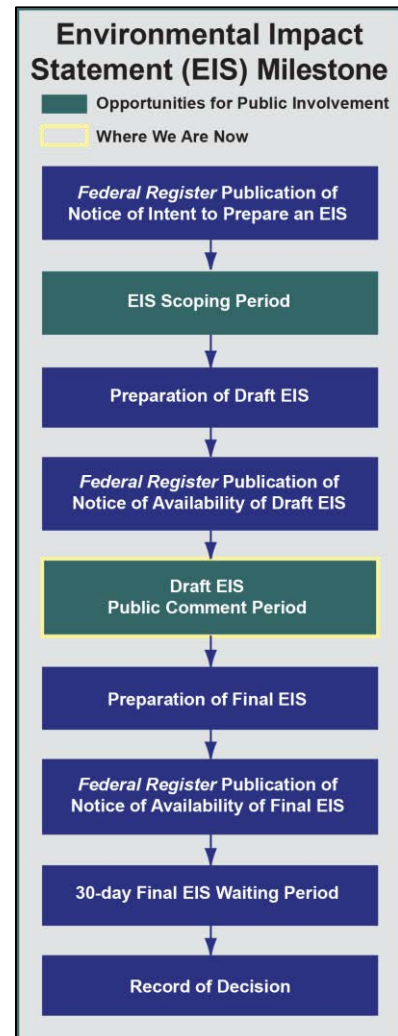 Environmental Impact
Statement (EIS) Milestone
Opportunities for Public Involvement
Where We Are Now
Federal Register Publication of
Notice of Intent to Prepare an EIS
EIS Scoping Period
Preparation of Draft EIS
Federal Register Publication of
Notice of Availability of Draft EIS
Draft EIS
Public Comment Period
Preparation of Final EIS
Federal Register Publication of
Notice of Availability of Final EIS
30-day Final EIS Waiting Period
Record of Decision